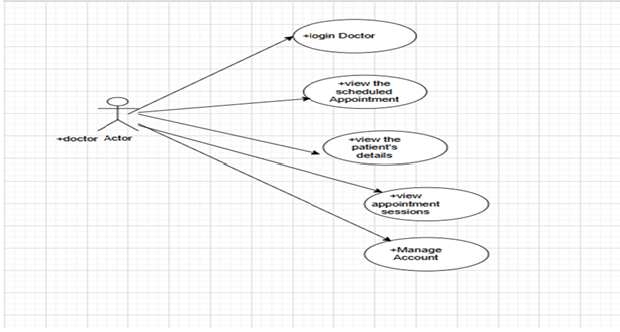 +login Doctor
+view the
scheduled
Appointment
+doctor Actor
+view the
patient's
details
+view
appointment
sessions
+Manage
Account